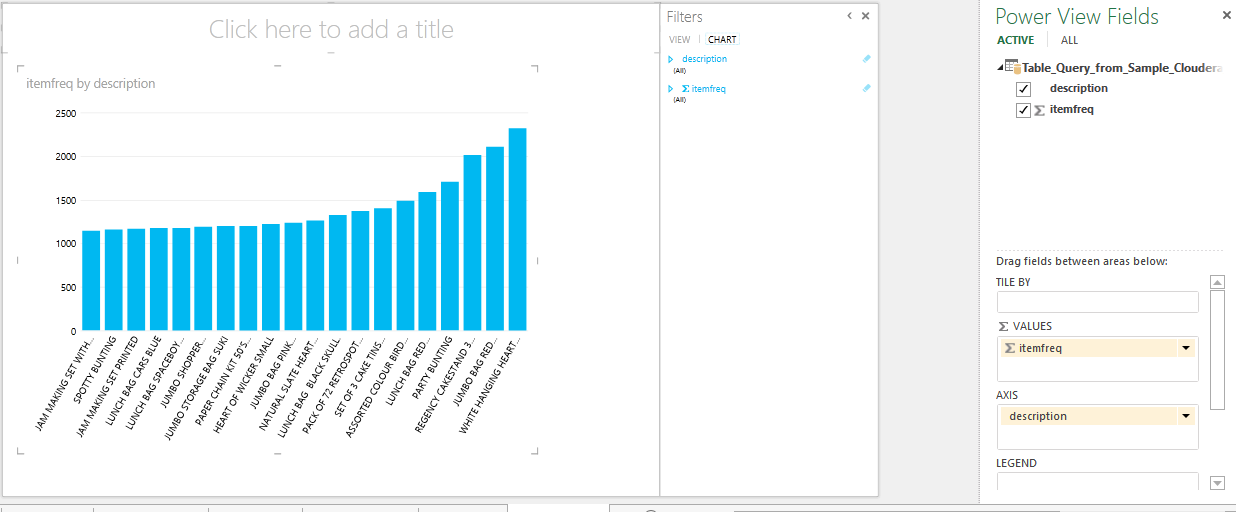 Click here to add a title
itemfreq by description
2500
2000
1500
1000
500
0
JAM MAKING SET WITH...
SPOTTY BUNTING
JAM MAKING SET PRINTED
LUNCH BAG CARS BLUE
LUNCH BAG SPACEBOY...
JUMBO SHOPPER...
JUMBO STORAGE BAG SUKI
PAPER CHAIN KIT 50'S...
HEART OF WICKER SMALL
JUMBO BAG PINK...
NATURAL SLATE HEART...
LUNCH BAG BLACK SKULL
PACK OF 72 RETROSPOT...
SET OF 3 CAKE TINS...
ASSORTED COLOUR BIRD...
LUNCH BAG RED...
PARTY BUNTING
REGENCY CAKESTAND 3...
JUMBO BAG RED...
WHITE HANGING HEART...
Filters
VIEW CHART
description
(All)
Σ itemfreq
(All)
Power View Fields
ACTIVE ALL
Table_Query_from_Sample_Cloudera
description
Σ itemfreq
Drag fields between areas below:
TILE BY
Σ VALUES
Σ itemfreq
AXIS
description
LEGEND